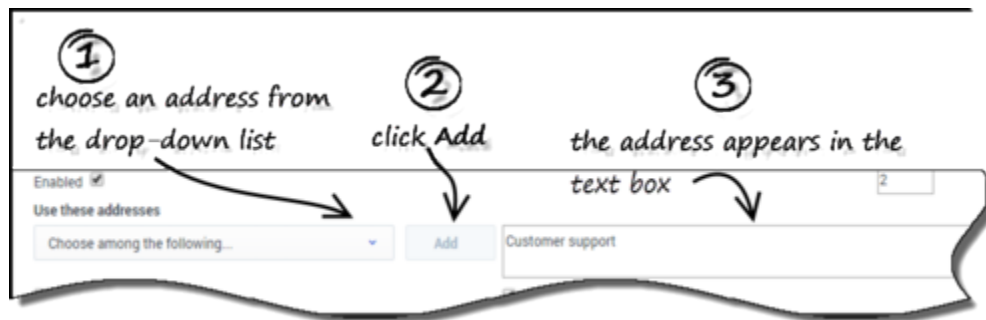 1
choose an address from
the drop-down list
2
click Add
3
the address appears in the
text box
Enabled
2
Use these addresses
Choose among the following...
Add
Customer support